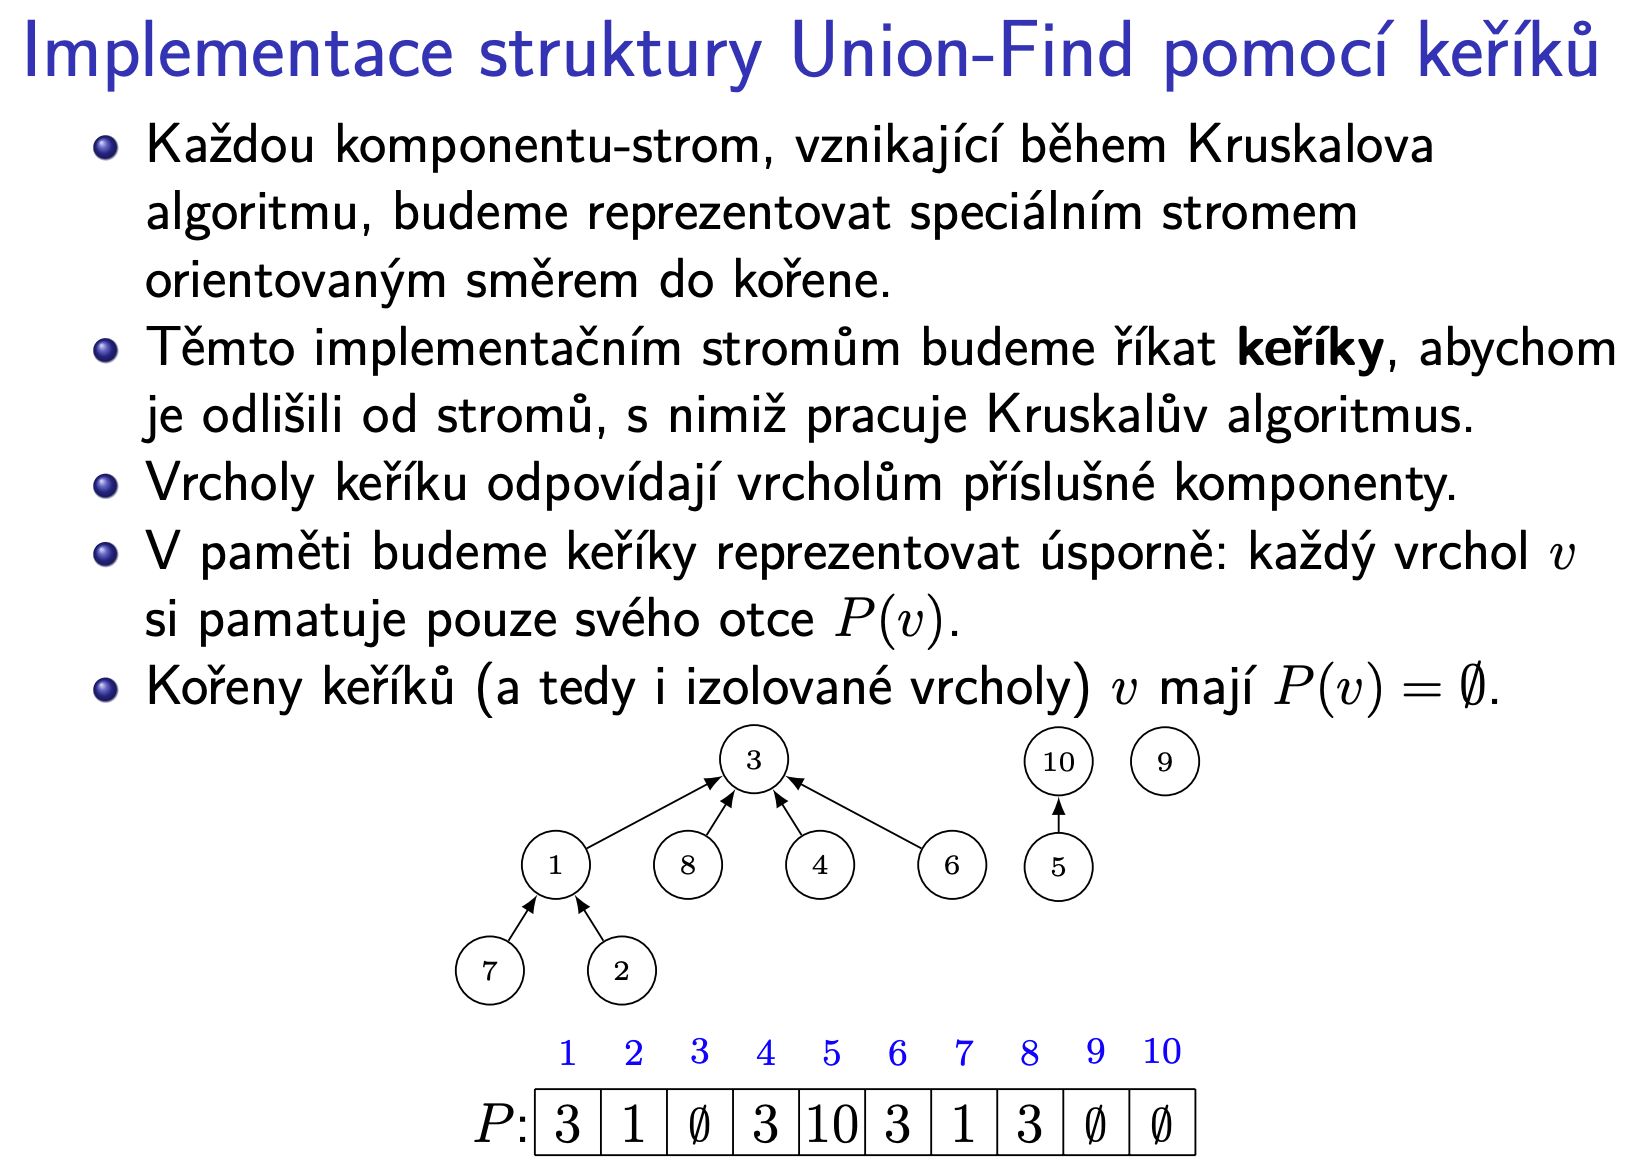 Implementace struktury Union-Find pomocí keříků
Každou komponentu-strom, vznikající během Kruskalova
algoritmu, budeme reprezentovat speciálním stromem
orientovaným směrem do kořene.
Těmto implementačním stromům budeme říkat keříky, abychom
je odlišili od stromů, s nimiž pracuje Kruskalův algoritmus.
Vrcholy keříku odpovídají vrcholům příslušné komponenty.
V paměti budeme keříky reprezentovat úsporně: každý vrchol v
si pamatuje pouze svého otce P(v).
Kořeny keříků (a tedy i izolované vrcholy) v mají P(v) = ∅.
3 10 9
1 8 4 6 5
7 2
1 2 3 4 5 6 7 8 9 10
P: 3 1 ∅ 3 10 3 1 3 ∅ ∅